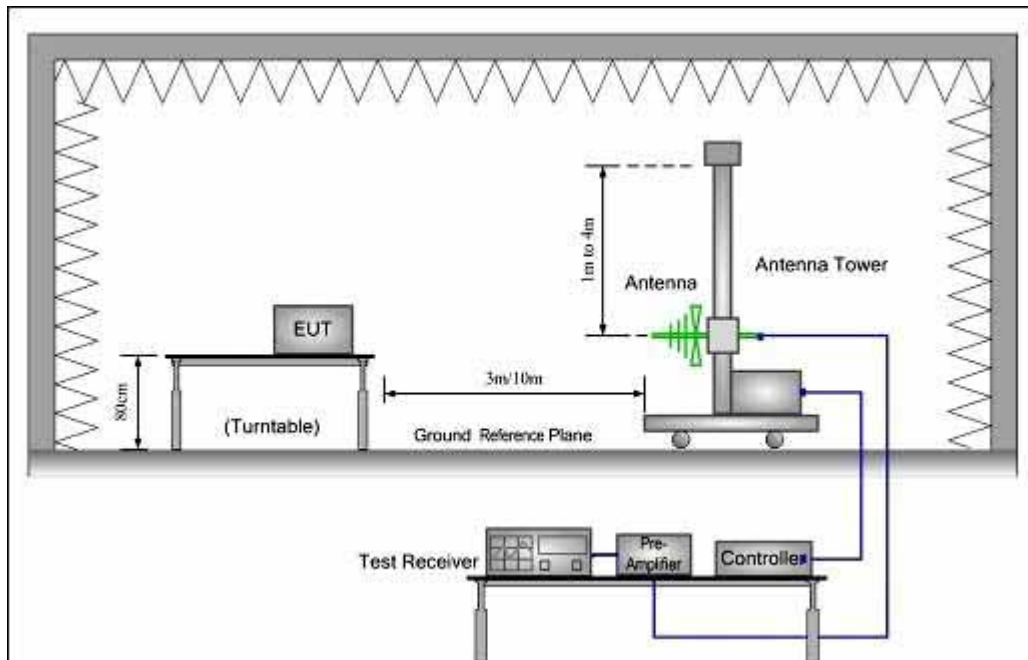 1m to 4m
Antenna Tower
Antenna
EUT
3m/10m
80cm
(Turntable)
Ground Reference Plane
Test Receiver
Pre-
Amplifier
Controller